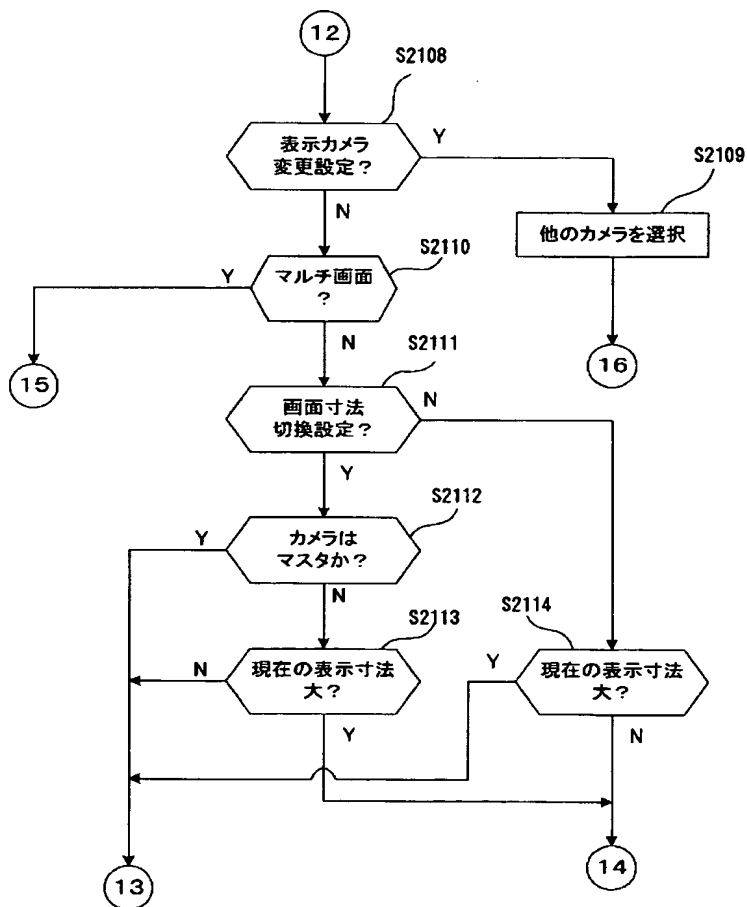 12
S2108
表示カメラ
変更設定？
Y
N
S2109
他のカメラを選択
S2110
マルチ画面
？
Y
N
15
16
S2111
画面寸法
切換設定？
N
Y
S2112
カメラは
マスタか？
Y
N
S2113
現在の表示寸法
大？
N
Y
S2114
現在の表示寸法
大？
Y
N
13
14